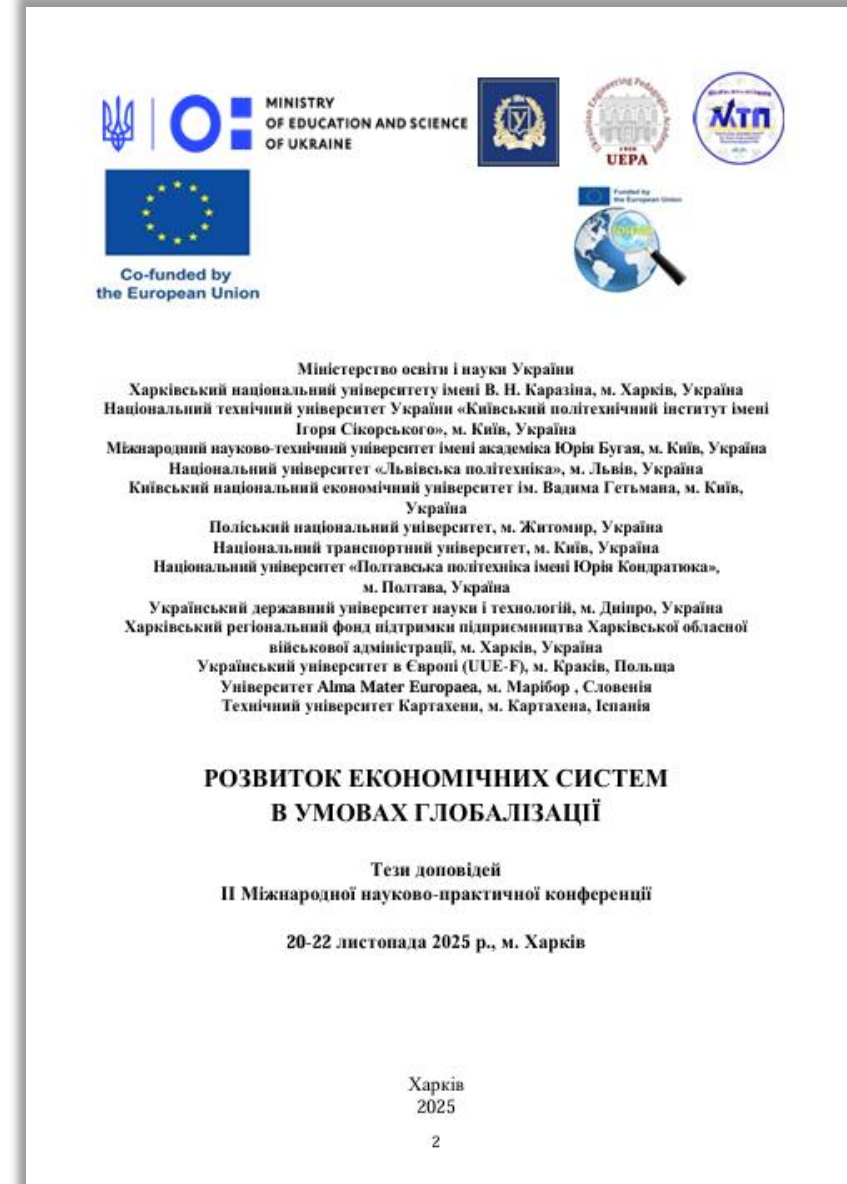 MINISTRY
OF EDUCATION AND SCIENCE
OF UKRAINE
Ukrainian Engineering Pedagogics Academy
1958
UEPA
МТП
Co-funded by
the European Union
Funded by
the European Union
Міністерство освіти і науки України
Харківський національний університету імені В. Н. Каразіна, м. Харків, Україна
Національний технічний університет України «Київський політехнічний інститут імені
Ігоря Сікорського», м. Київ, Україна
Міжнародний науково-технічний університет імені академіка Юрія Бугая, м. Київ, Україна
Національний університет «Львівська політехніка», м. Львів, Україна
Київський національний економічний університет ім. Вадима Гетьмана, м. Київ,
Україна
Поліський національний університет, м. Житомир, Україна
Національний транспортний університет, м. Київ, Україна
Національний університет «Полтавська політехніка імені Юрія Кондратюка»,
м. Полтава, Україна
Український державний університет науки і технологій, м. Дніпро, Україна
Харківський регіональний фонд підтримки підприємництва Харківської обласної
військової адміністрації, м. Харків, Україна
Український університет в Європі (UUE-F), м. Краків, Польща
Університет Alma Mater Europaea, м. Марібор , Словенія
Технічний університет Картахени, м. Картахена, Іспанія
РОЗВИТОК ЕКОНОМІЧНИХ СИСТЕМ
В УМОВАХ ГЛОБАЛІЗАЦІЇ
Тези доповідей
ІІ Міжнародної науково-практичної конференції
20-22 листопада 2025 р., м. Харків
Харків
2025
2